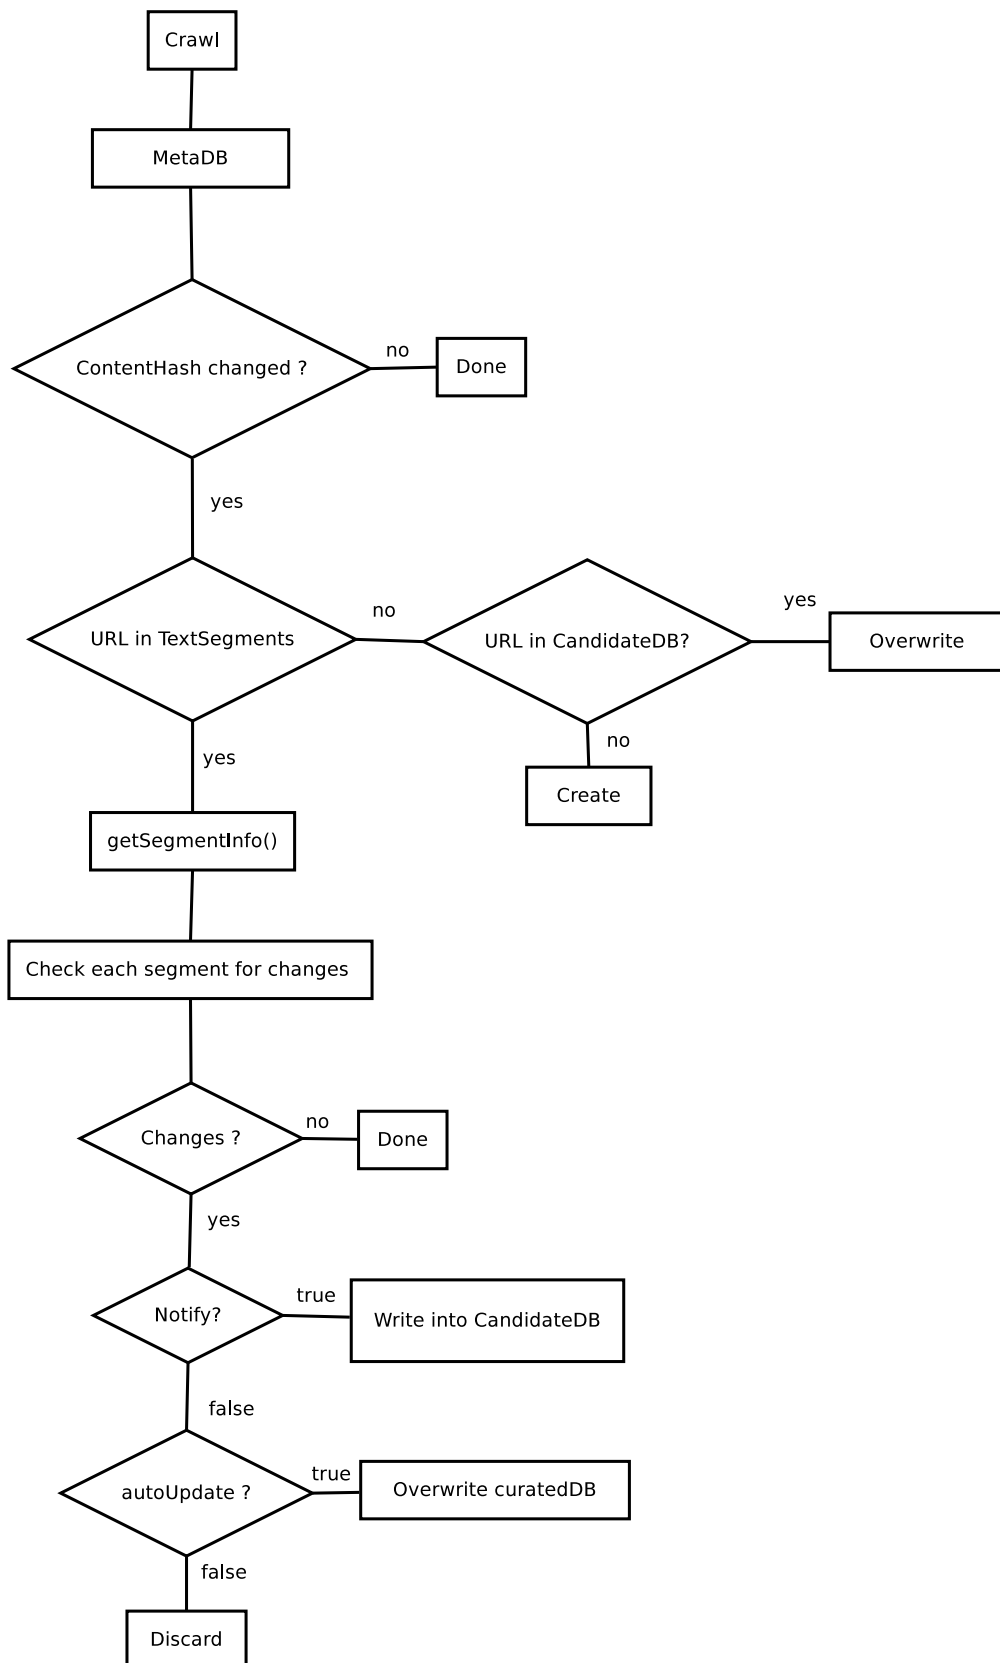 Crawl
MetaDB
ContentHash changed ?
no
Done
yes
URL in TextSegments
no
URL in CandidateDB?
yes
Overwrite
no
Create
yes
getSegmentInfo()
Check each segment for changes
Changes ?
no
Done
yes
Notify?
true
Write into CandidateDB
false
autoUpdate ?
true
Overwrite curatedDB
false
Discard